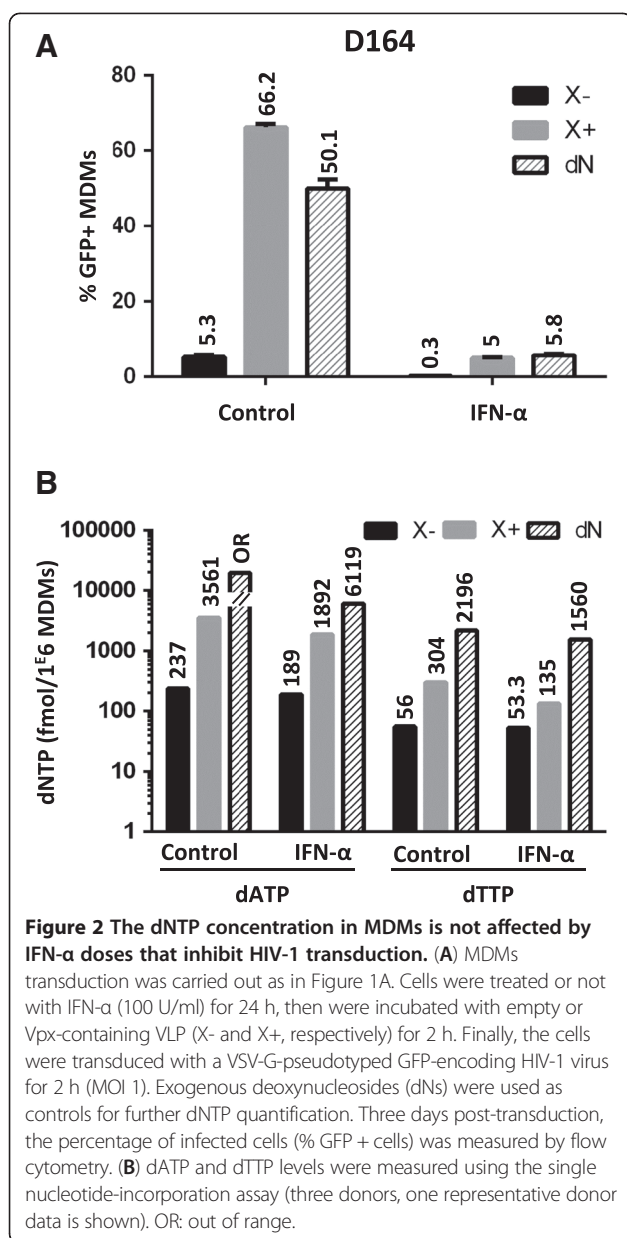 A
D164
80
60
40
20
0
% GFP+ MDMs
5.3
66.2
50.1
0.3
5
5.8
X-
X+
dN
Control
IFN-α
B
X- X+ dN
100000
10000
1000
100
10
1
dNTP (fmol/1ᴱ6 MDMs)
237
3561
OR
189
1892
6119
56
304
2196
53.3
135
1560
Control IFN-α Control IFN-α
dATP dTTP
Figure 2 The dNTP concentration in MDMs is not affected by
IFN-α doses that inhibit HIV-1 transduction. (A) MDMs
transduction was carried out as in Figure 1A. Cells were treated or not
with IFN-α (100 U/ml) for 24 h, then were incubated with empty or
Vpx-containing VLP (X- and X+, respectively) for 2 h. Finally, the cells
were transduced with a VSV-G-pseudotyped GFP-encoding HIV-1 virus
for 2 h (MOI 1). Exogenous deoxynucleosides (dNs) were used as
controls for further dNTP quantification. Three days post-transduction,
the percentage of infected cells (% GFP + cells) was measured by flow
cytometry. (B) dATP and dTTP levels were measured using the single
nucleotide-incorporation assay (three donors, one representative donor
data is shown). OR: out of range.